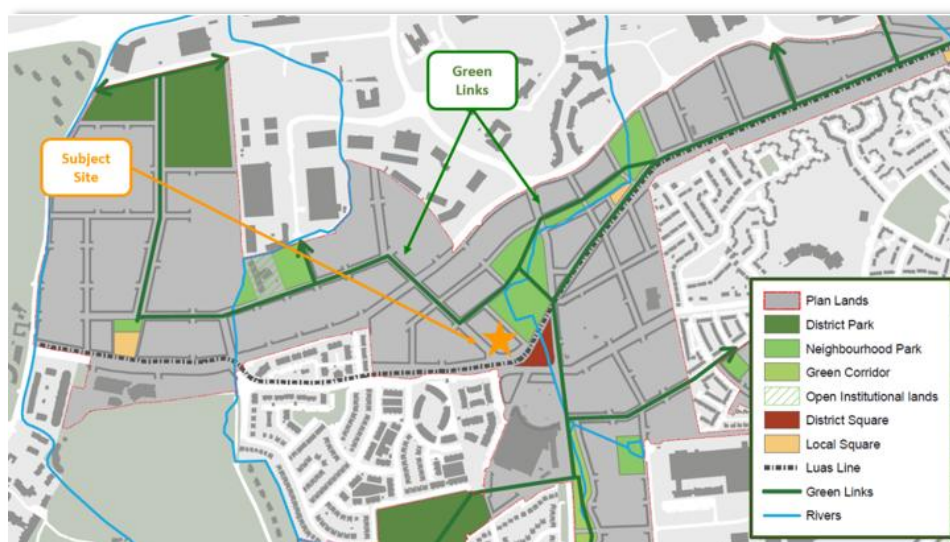 Green
Links
Subject
Site
Plan Lands
District Park
Neighbourhood Park
Green Corridor
Open Institutional lands
District Square
Local Square
Luas Line
Green Links
Rivers